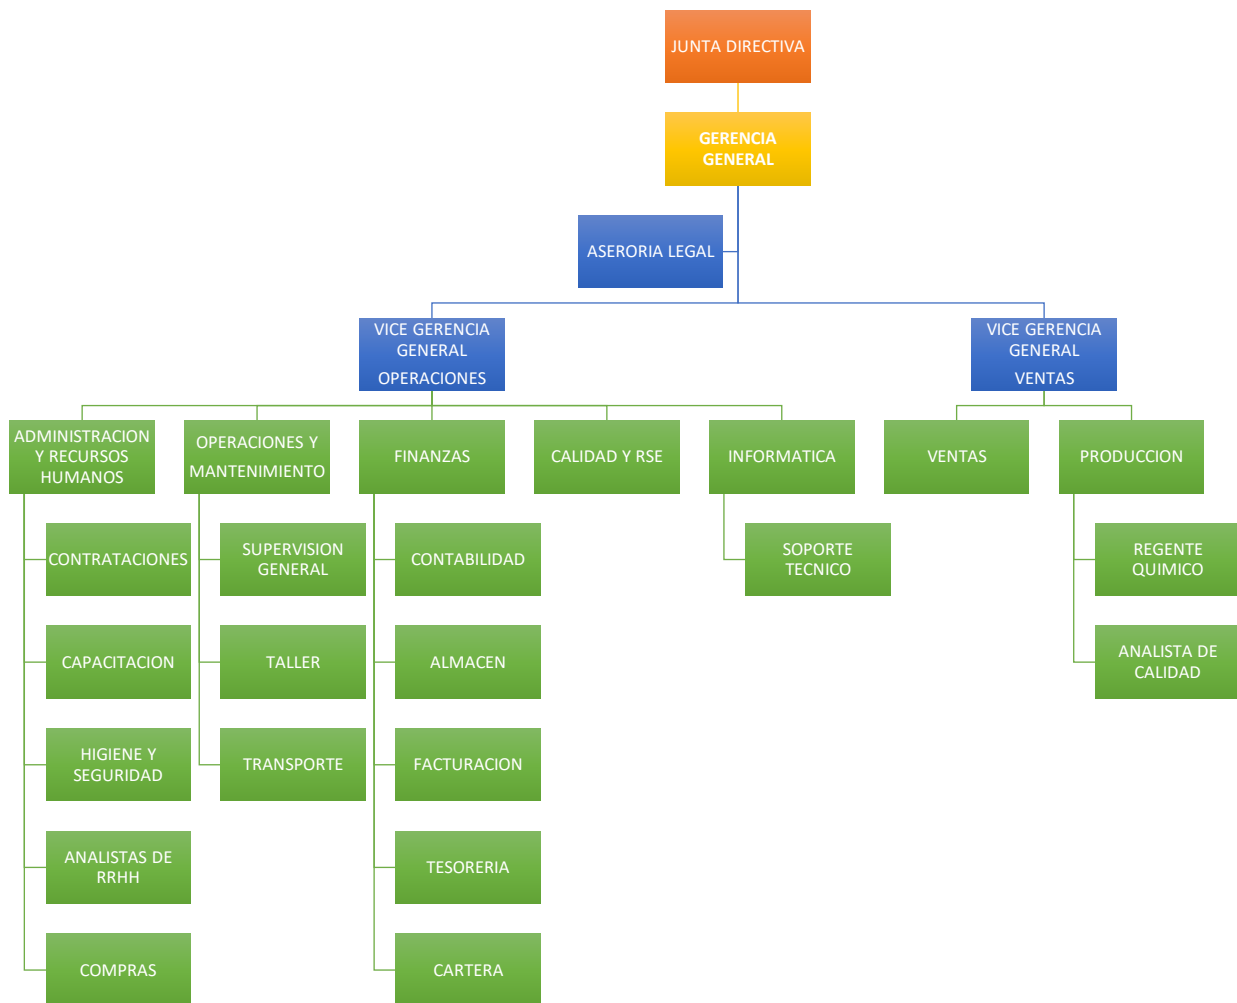 JUNTA DIRECTIVA
GERENCIA
GENERAL
ASERORIA LEGAL
VICE GERENCIA
GENERAL
OPERACIONES
VICE GERENCIA
GENERAL
VENTAS
ADMINISTRACION
Y RECURSOS
HUMANOS
OPERACIONES Y
MANTENIMIENTO
FINANZAS
CALIDAD Y RSE
INFORMATICA
VENTAS
PRODUCCION
CONTRATACIONES
SUPERVISION
GENERAL
CONTABILIDAD
SOPORTE
TECNICO
REGENTE
QUIMICO
CAPACITACION
TALLER
ALMACEN
ANALISTA DE
CALIDAD
HIGIENE Y
SEGURIDAD
TRANSPORTE
FACTURACION
ANALISTAS DE
RRHH
TESORERIA
COMPRAS
CARTERA